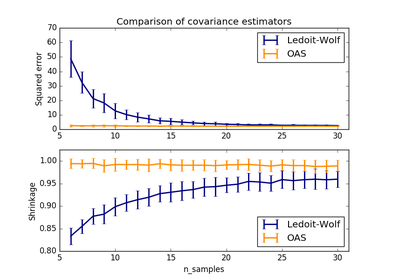 Comparison of covariance estimators
70
60
50
40
30
20
10
0
Squared error
Ledoit-Wolf
OAS
5 10 15 20 25 30
1.00
0.95
0.90
0.85
0.80
Shrinkage
Ledoit-Wolf
OAS
5 10 15 20 25 30
n_samples